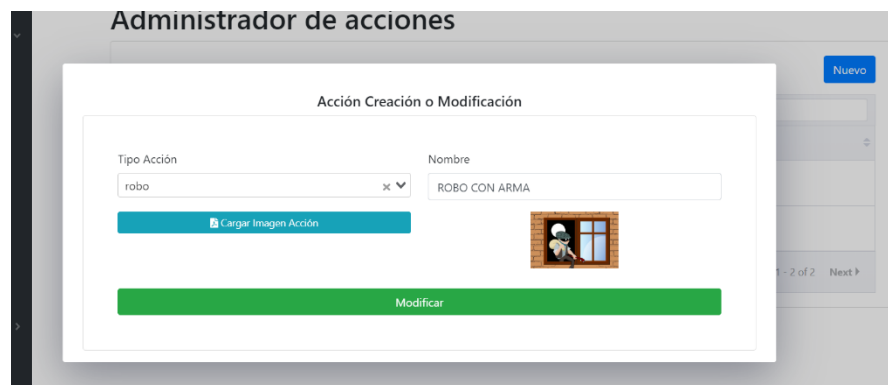 Administrador de acciones
Nuevo
Acción Creación o Modificación
Tipo Acción
Nombre
robo
ROBO CON ARMA
Cargar Imagen Acción
1 - 2 of 2 Next
Modificar